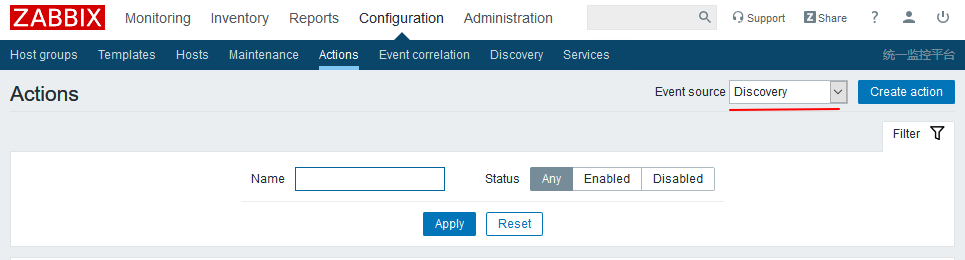 ZABBIX Monitoring Inventory Reports Configuration Administration Support Z Share ?
Host groups Templates Hosts Maintenance Actions Event correlation Discovery Services 统一监控平台
Actions Event source Discovery Create action
Filter
Name Status Any Enabled Disabled
Apply Reset